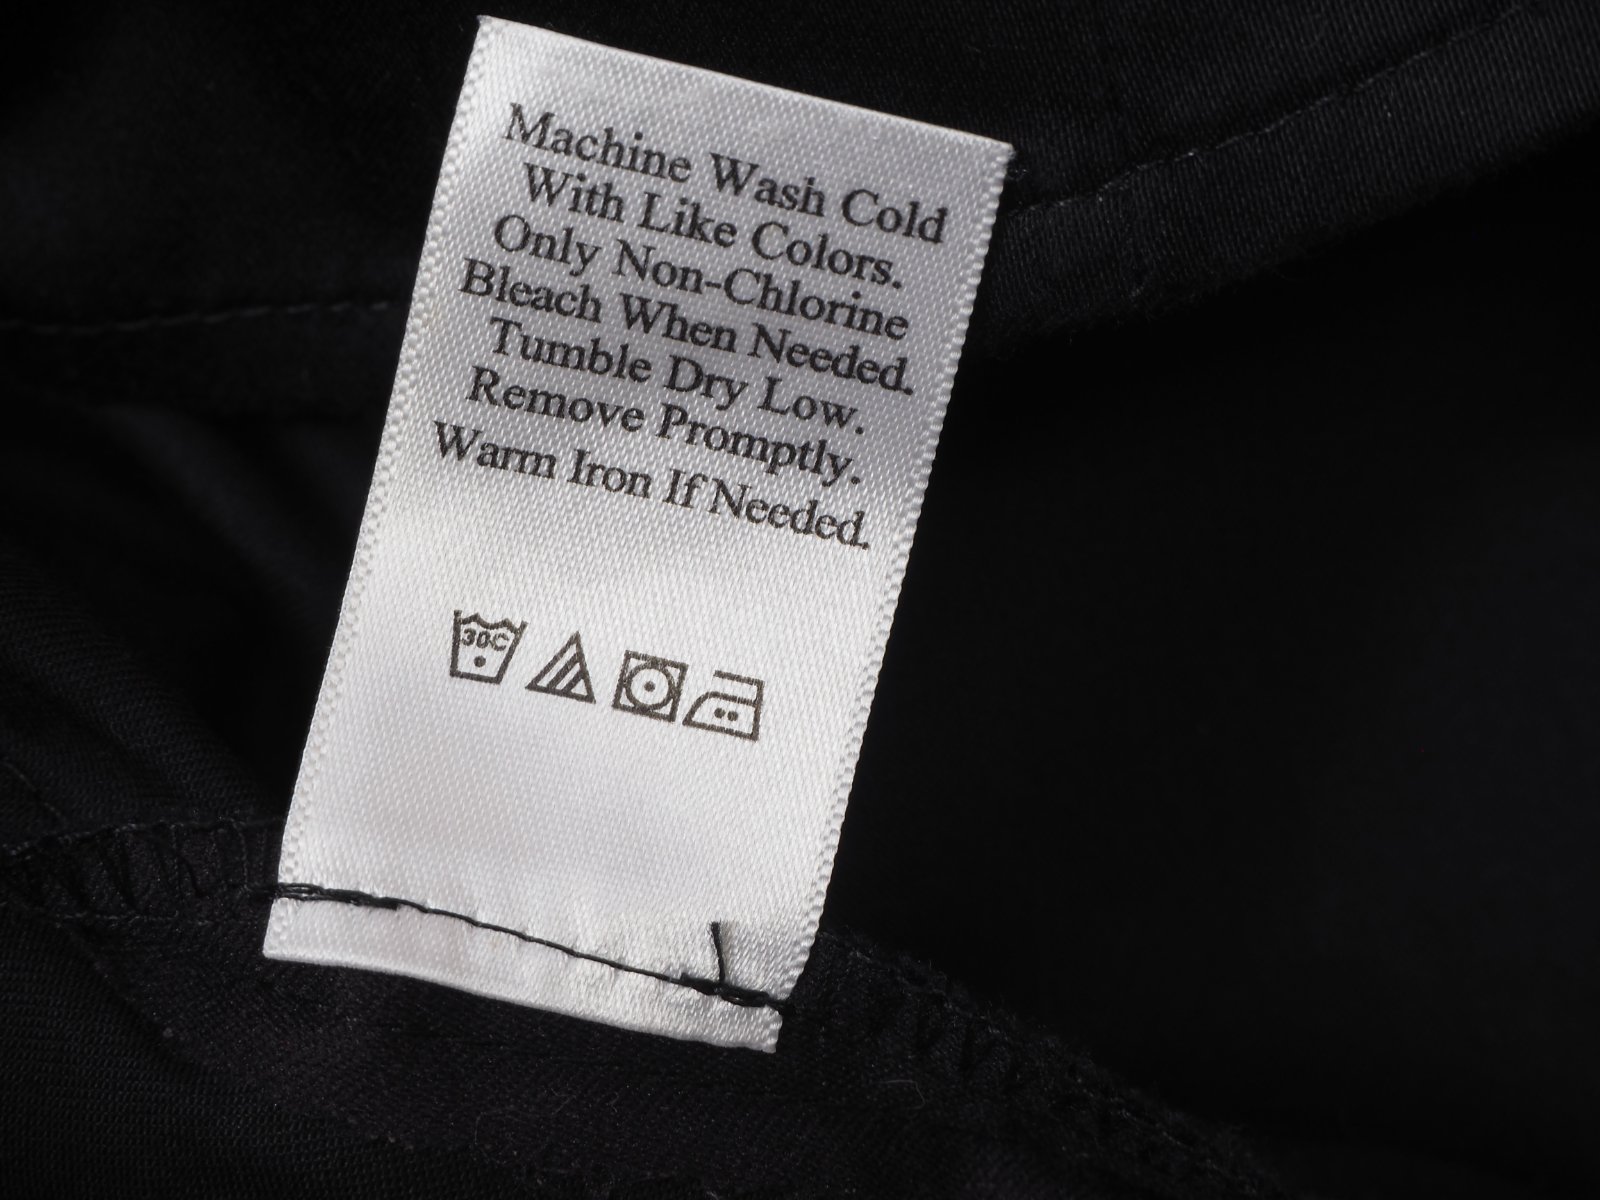 Machine Wash Cold
With Like Colors.
Only Non-Chlorine
Bleach When Needed.
Tumble Dry Low.
Remove Promptly.
Warm Iron If Needed.
30C